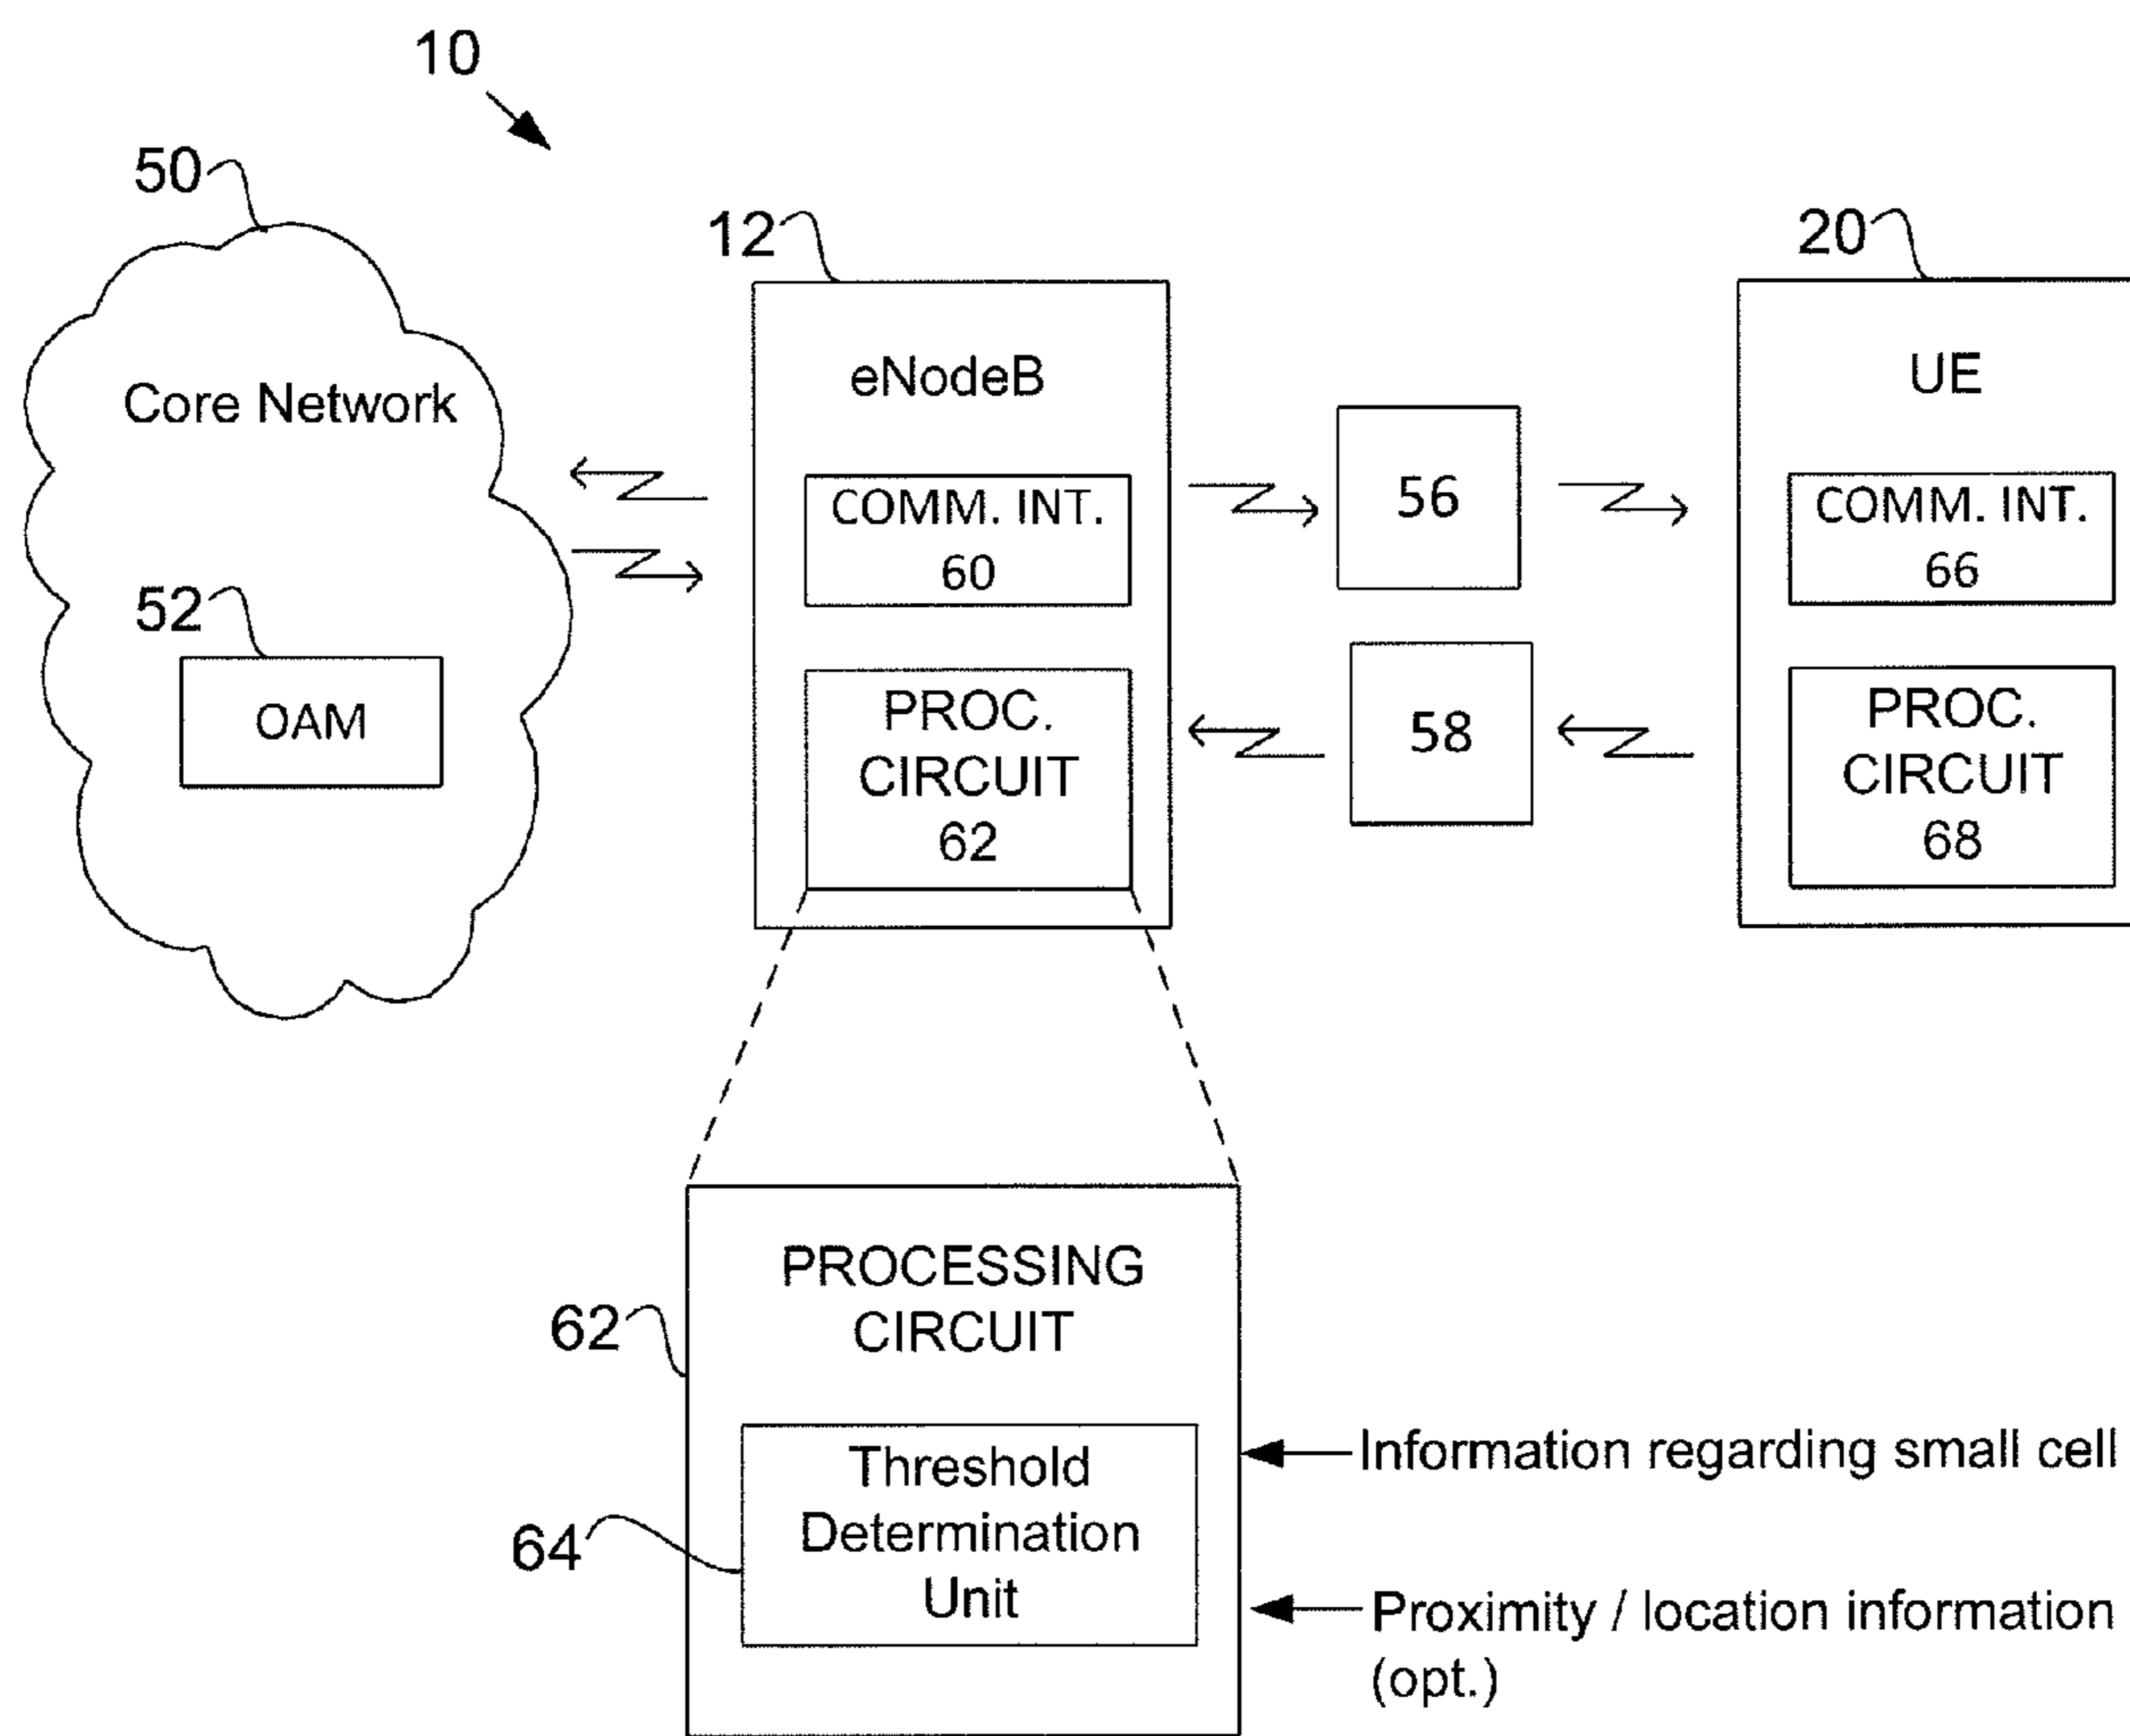 10
50
12
20
Core Network
52
OAM
eNodeB
COMM. INT.
60
PROC.
CIRCUIT
62
56
58
UE
COMM. INT.
66
PROC.
CIRCUIT
68
PROCESSING
CIRCUIT
62
Threshold
Determination
Unit
64
Information regarding small cell
Proximity / location information
(opt.)